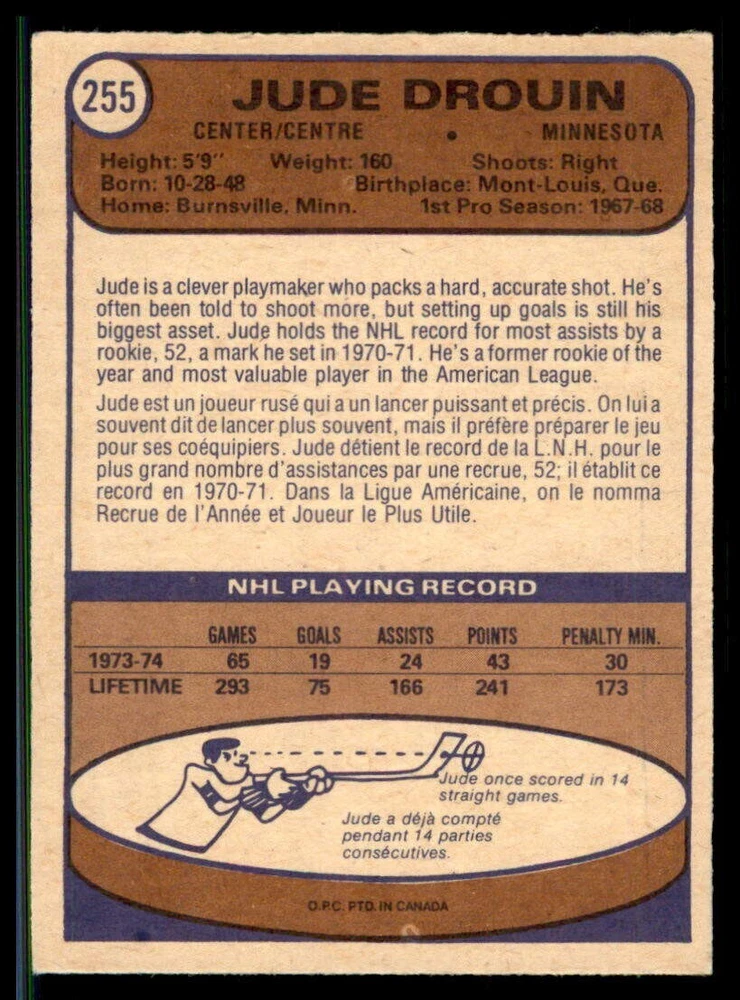 255
JUDE DROUIN
CENTER/CENTRE • MINNESOTA
Height: 5'9" Weight: 160 Shoots: Right
Born: 10-28-48 Birthplace: Mont-Louis, Que.
Home: Burnsville, Minn. 1st Pro Season: 1967-68
Jude is a clever playmaker who packs a hard, accurate shot. He's
often been told to shoot more, but setting up goals is still his
biggest asset. Jude holds the NHL record for most assists by a
rookie, 52, a mark he set in 1970-71. He's a former rookie of the
year and most valuable player in the American League.
Jude est un joueur rusé qui a un lancer puissant et précis. On lui a
souvent dit de lancer plus souvent, mais il préfère préparer le jeu
pour ses coéquipiers. Jude détient le record de la L.N.H. pour le
plus grand nombre d'assistances par une recrue, 52; il établit ce
record en 1970-71. Dans la Ligue Américaine, on le nomma
Recrue de l'Année et Joueur le Plus Utile.
NHL PLAYING RECORD
GAMES GOALS ASSISTS POINTS PENALTY MIN.
1973-74 65 19 24 43 30
LIFETIME 293 75 166 241 173
Jude once scored in 14
straight games.
Jude a déjà compté
pendant 14 parties
consécutives.
O.P.C. PTD. IN CANADA